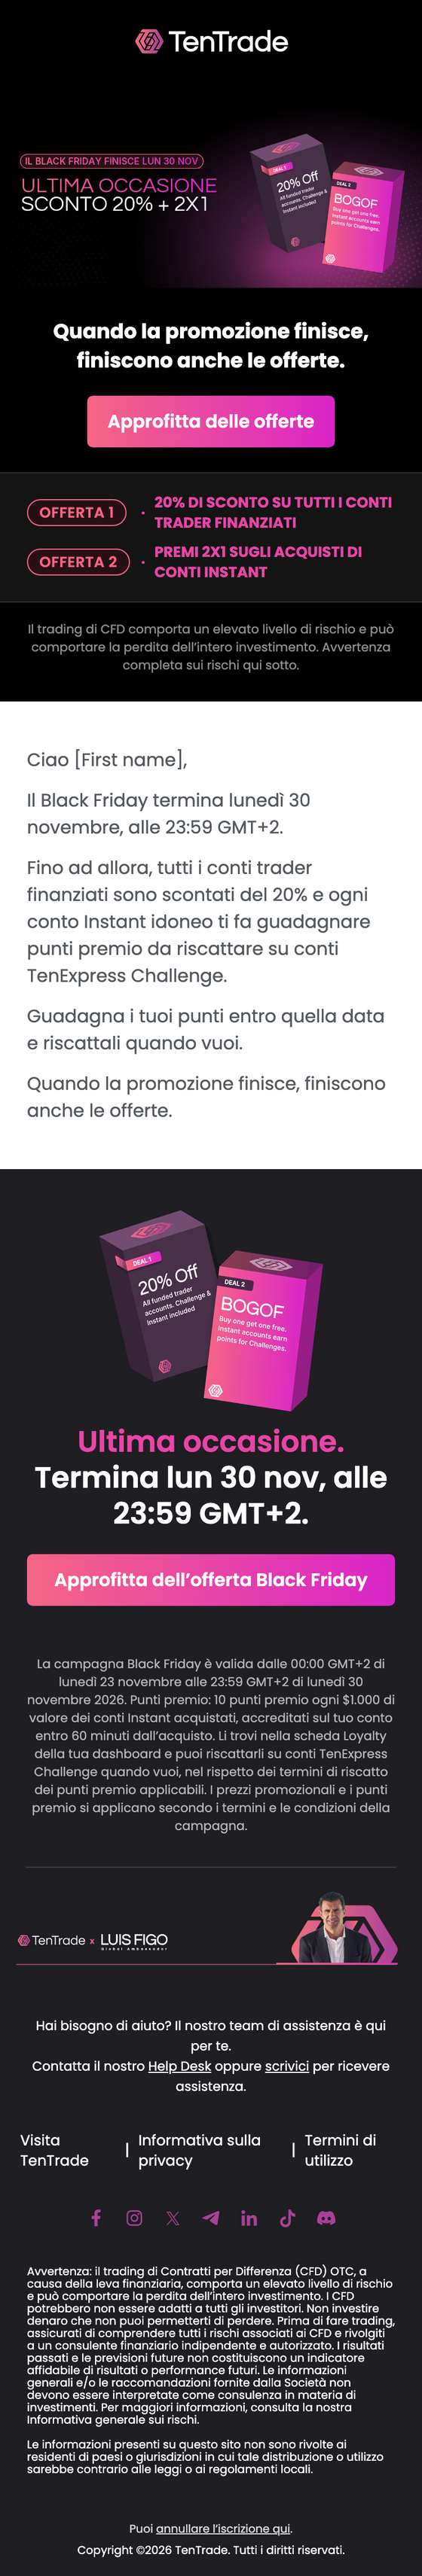 TenTrade
IL BLACK FRIDAY FINISCE LUN 30 NOV
ULTIMA OCCASIONE
SCONTO 20% + 2X1
DEAL 1
20% Off
All funded trader
accounts. Challenge &
Instant included
DEAL 2
BOGOF
Buy one get one free.
Instant accounts earn
points for Challenges.
Quando la promozione finisce,
finiscono anche le offerte.
Approfitta delle offerte
OFFERTA 1 · 20% DI SCONTO SU TUTTI I CONTI
TRADER FINANZIATI
OFFERTA 2 · PREMI 2X1 SUGLI ACQUISTI DI
CONTI INSTANT
Il trading di CFD comporta un elevato livello di rischio e può
comportare la perdita dell'intero investimento. Avvertenza
completa sui rischi qui sotto.
Ciao [First name],
Il Black Friday termina lunedì 30
novembre, alle 23:59 GMT+2.
Fino ad allora, tutti i conti trader
finanziati sono scontati del 20% e ogni
conto Instant idoneo ti fa guadagnare
punti premio da riscattare su conti
TenExpress Challenge.
Guadagna i tuoi punti entro quella data
e riscattali quando vuoi.
Quando la promozione finisce, finiscono
anche le offerte.
DEAL 1
20% Off
All funded trader
accounts. Challenge &
Instant included
DEAL 2
BOGOF
Buy one get one free.
Instant accounts earn
points for Challenges.
Ultima occasione.
Termina lun 30 nov, alle
23:59 GMT+2.
Approfitta dell'offerta Black Friday
La campagna Black Friday è valida dalle 00:00 GMT+2 di
lunedì 23 novembre alle 23:59 GMT+2 di lunedì 30
novembre 2026. Punti premio: 10 punti premio ogni $1.000 di
valore dei conti Instant acquistati, accreditati sul tuo conto
entro 60 minuti dall'acquisto. Li trovi nella scheda Loyalty
della tua dashboard e puoi riscattarli su conti TenExpress
Challenge quando vuoi, nel rispetto dei termini di riscatto
dei punti premio applicabili. I prezzi promozionali e i punti
premio si applicano secondo i termini e le condizioni della
campagna.
TenTrade x LUIS FIGO
Global Ambassador
Hai bisogno di aiuto? Il nostro team di assistenza è qui
per te.
Contatta il nostro Help Desk oppure scrivici per ricevere
assistenza.
Visita
TenTrade
| Informativa sulla
privacy
| Termini di
utilizzo
Avvertenza: il trading di Contratti per Differenza (CFD) OTC, a
causa della leva finanziaria, comporta un elevato livello di rischio
e può comportare la perdita dell'intero investimento. I CFD
potrebbero non essere adatti a tutti gli investitori. Non investire
denaro che non puoi permetterti di perdere. Prima di fare trading,
assicurati di comprendere tutti i rischi associati ai CFD e rivolgiti
a un consulente finanziario indipendente e autorizzato. I risultati
passati e le previsioni future non costituiscono un indicatore
affidabile di risultati o performance futuri. Le informazioni
generali e/o le raccomandazioni fornite dalla Società non
devono essere interpretate come consulenza in materia di
investimenti. Per maggiori informazioni, consulta la nostra
Informativa generale sui rischi.
Le informazioni presenti su questo sito non sono rivolte ai
residenti di paesi o giurisdizioni in cui tale distribuzione o utilizzo
sarebbe contrario alle leggi o ai regolamenti locali.
Puoi annullare l'iscrizione qui.
Copyright ©2026 TenTrade. Tutti i diritti riservati.